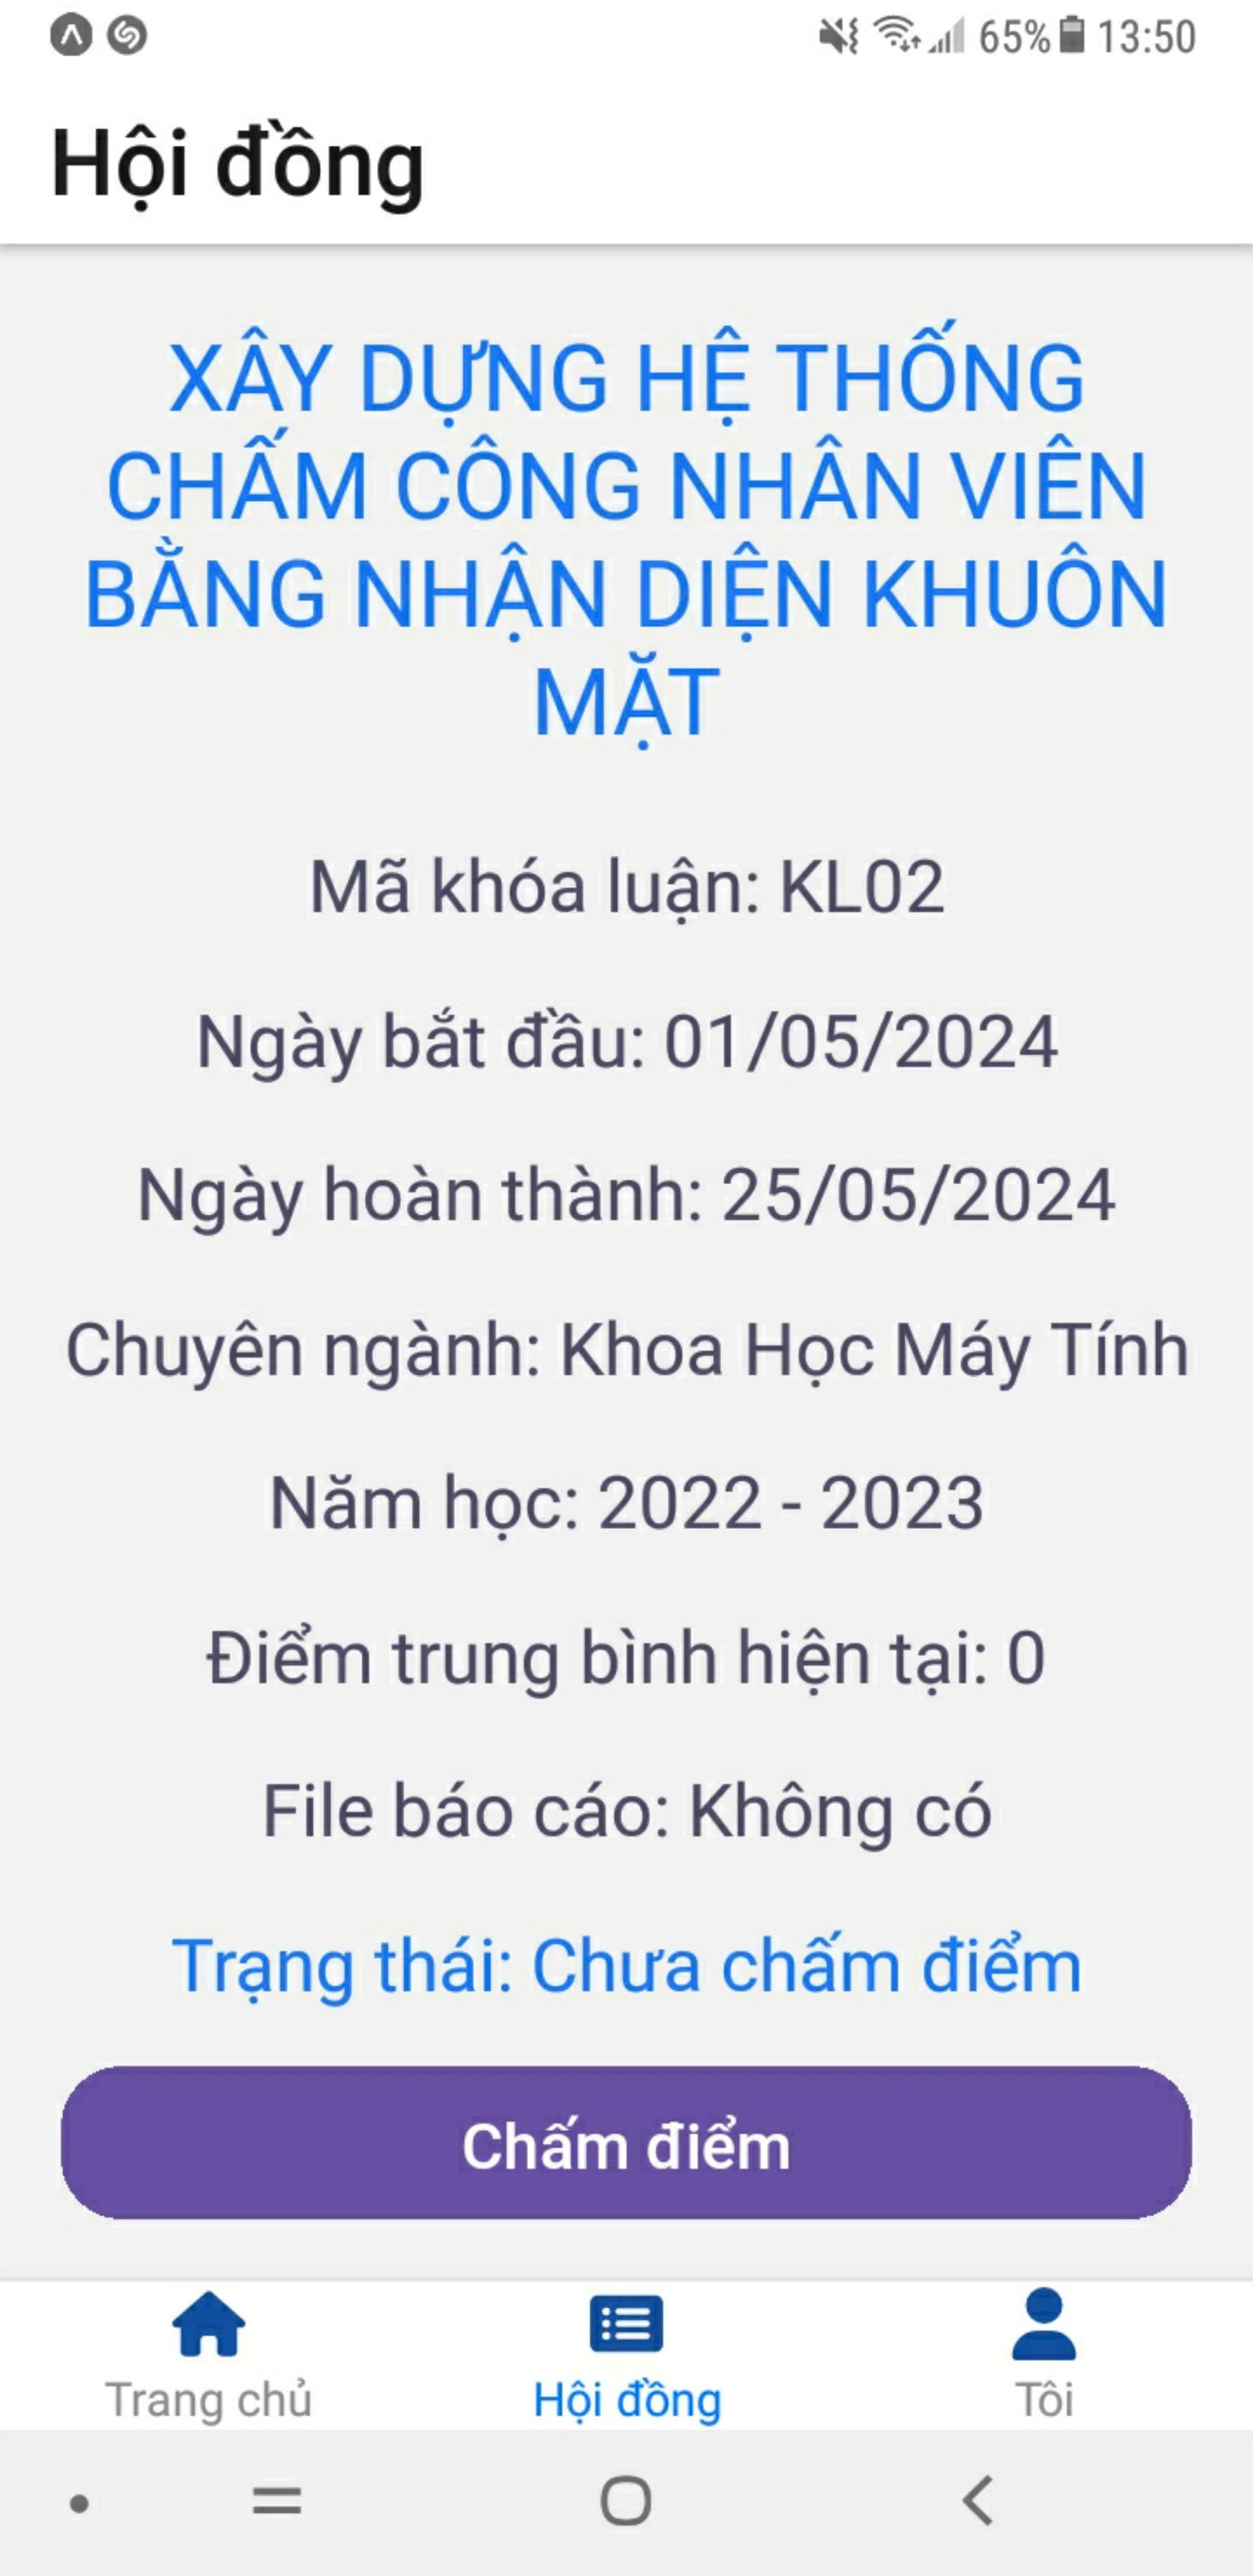 65% 13:50
Hội đồng
XÂY DỰNG HỆ THỐNG
CHẤM CÔNG NHÂN VIÊN
BẰNG NHẬN DIỆN KHUÔN
MẶT
Mã khóa luận: KL02
Ngày bắt đầu: 01/05/2024
Ngày hoàn thành: 25/05/2024
Chuyên ngành: Khoa Học Máy Tính
Năm học: 2022 - 2023
Điểm trung bình hiện tại: 0
File báo cáo: Không có
Trạng thái: Chưa chấm điểm
Chấm điểm
Trang chủ Hội đồng Tôi